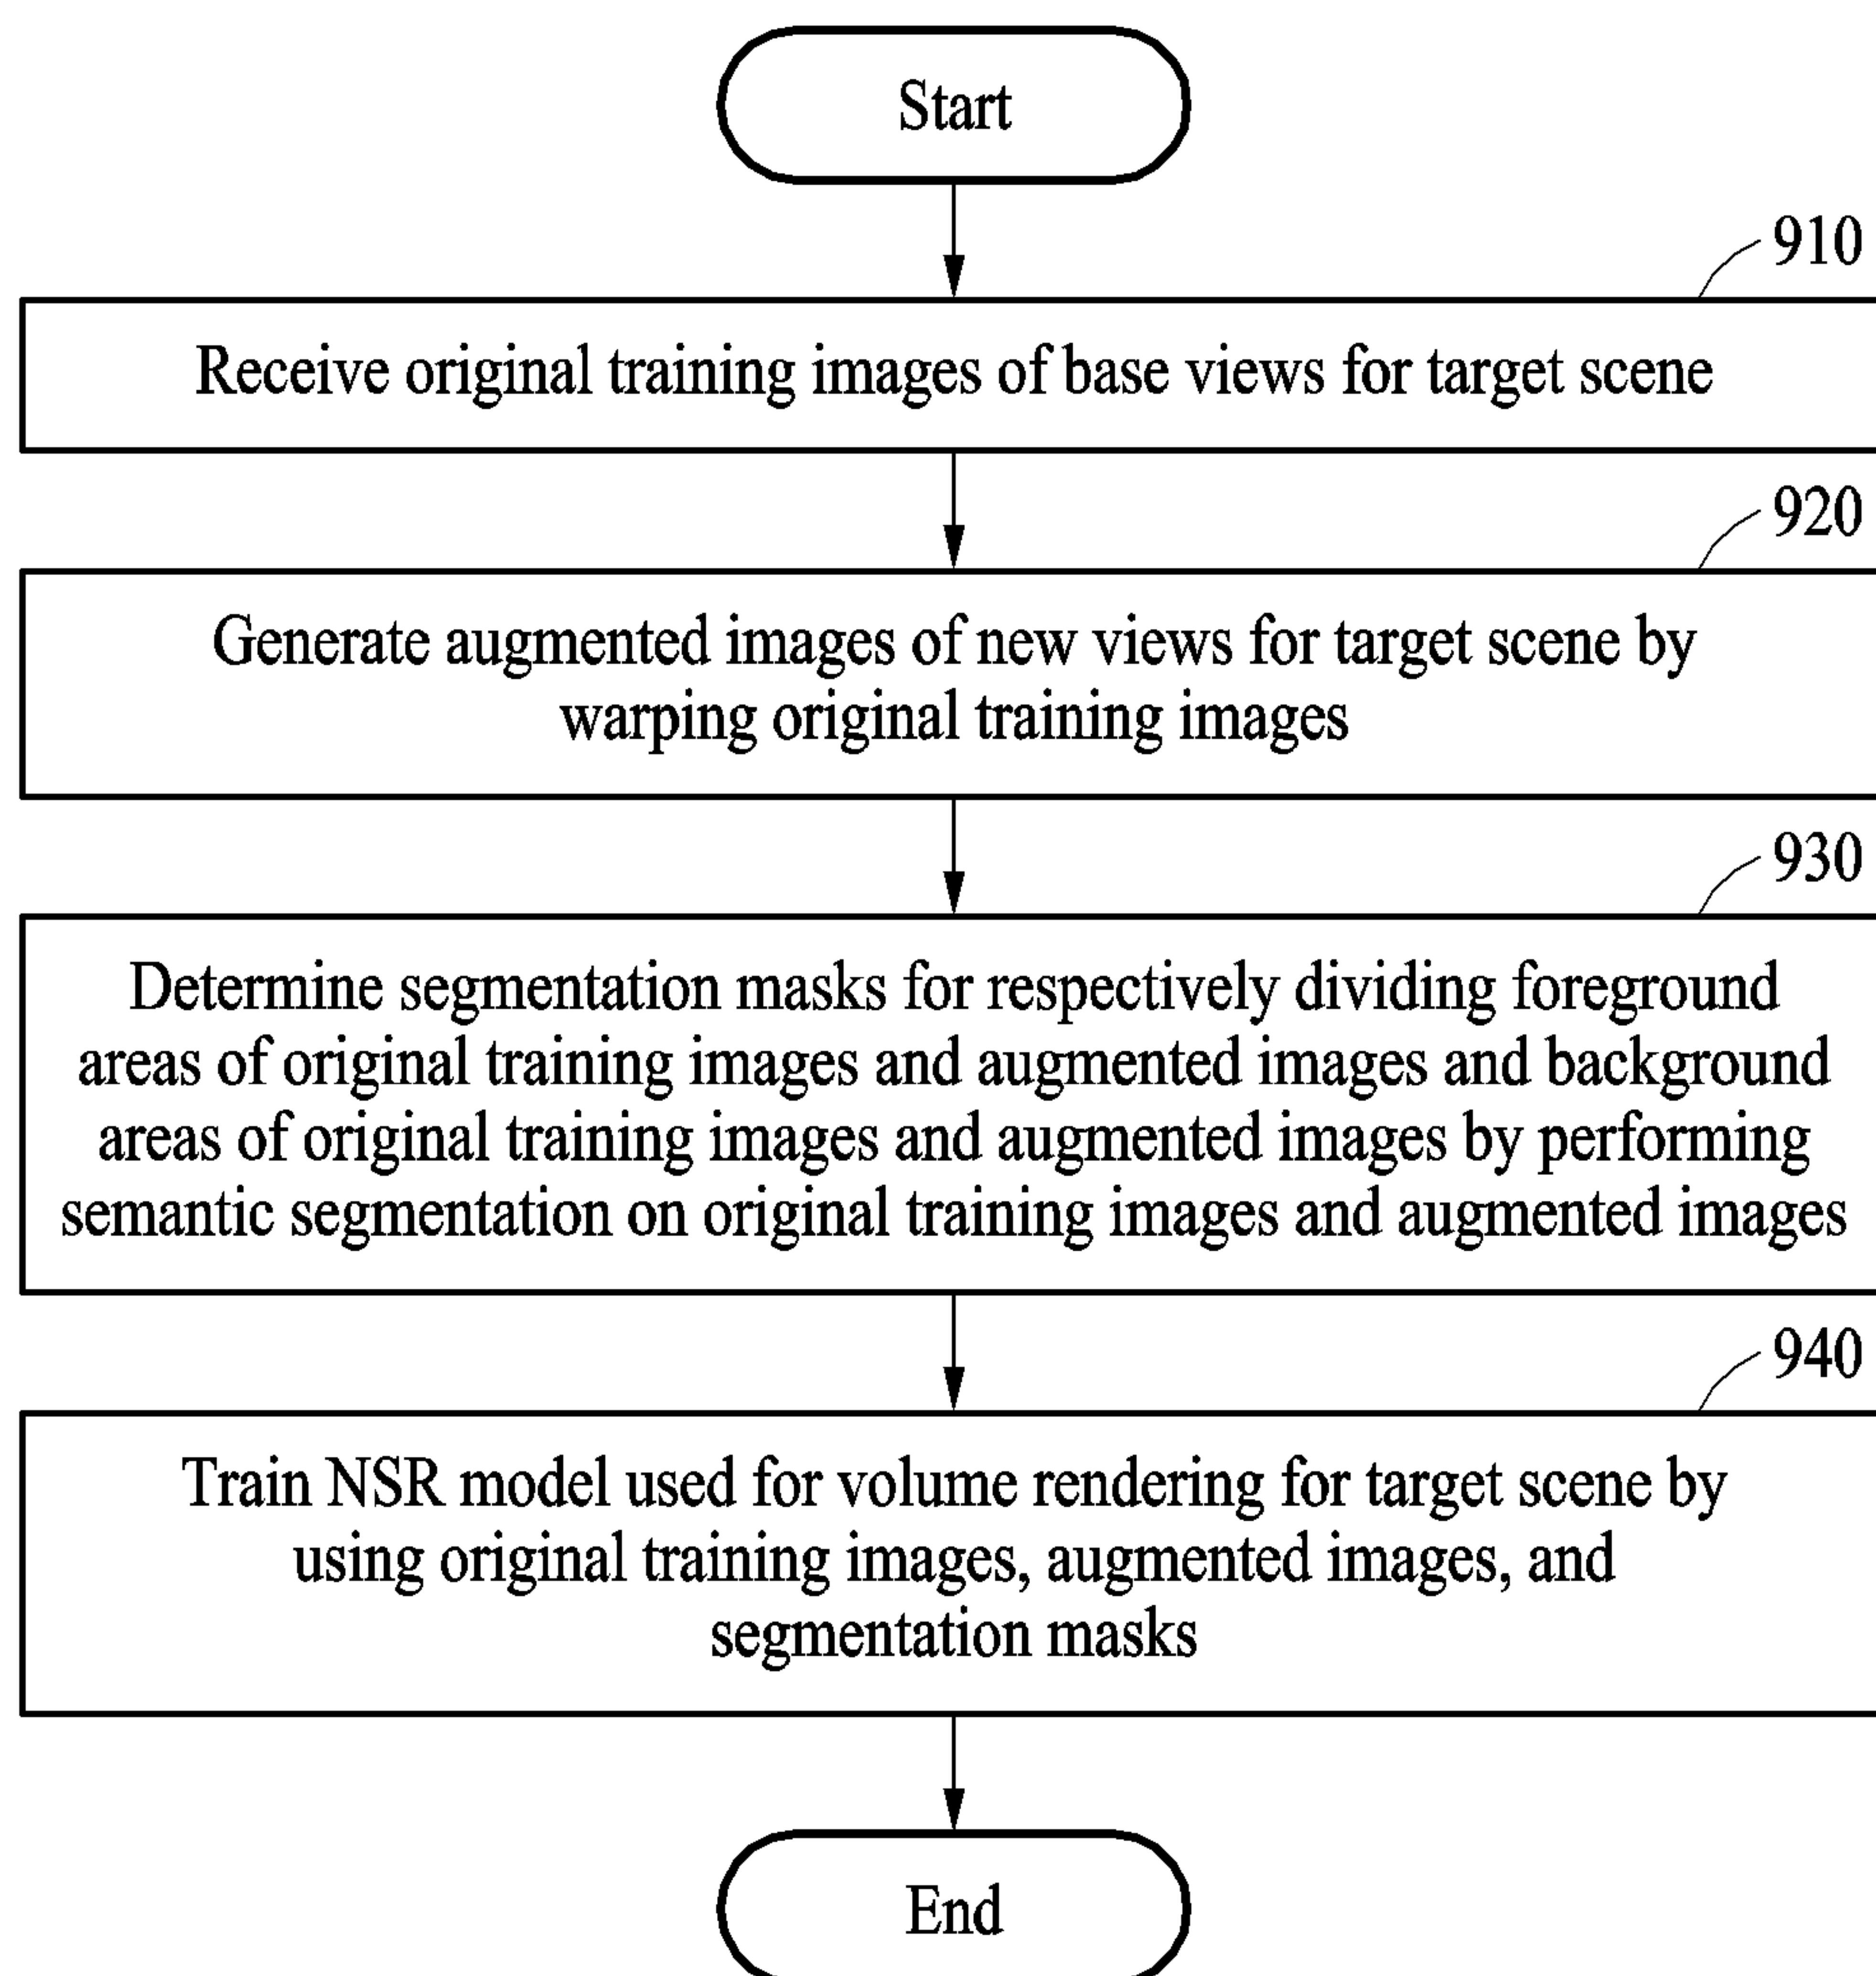 Start
910
Receive original training images of base views for target scene
920
Generate augmented images of new views for target scene by
warping original training images
930
Determine segmentation masks for respectively dividing foreground
areas of original training images and augmented images and background
areas of original training images and augmented images by performing
semantic segmentation on original training images and augmented images
940
Train NSR model used for volume rendering for target scene by
using original training images, augmented images, and
segmentation masks
End